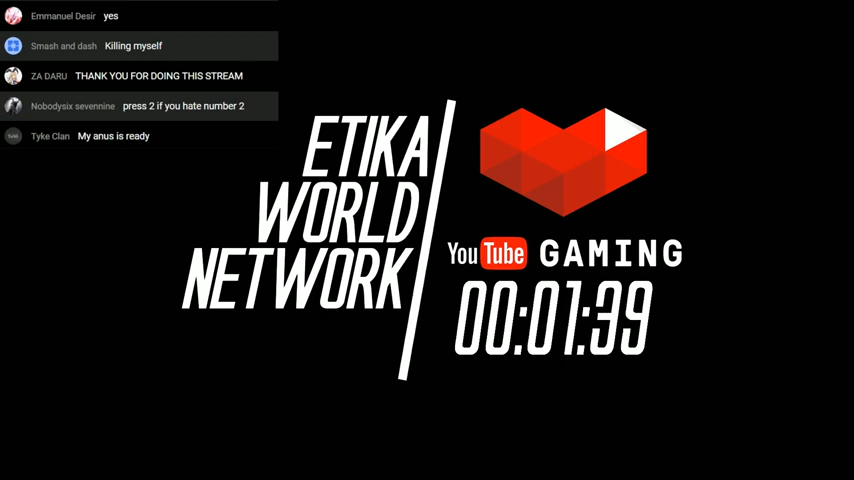 Emmanuel Desir yes
Smash and dash Killing myself
ZA DARU THANK YOU FOR DOING THIS STREAM
Nobodysix sevennine press 2 if you hate number 2
Tyke Clan My anus is ready
ETIKA
WORLD
NETWORK
YouTube GAMING
00:01:39